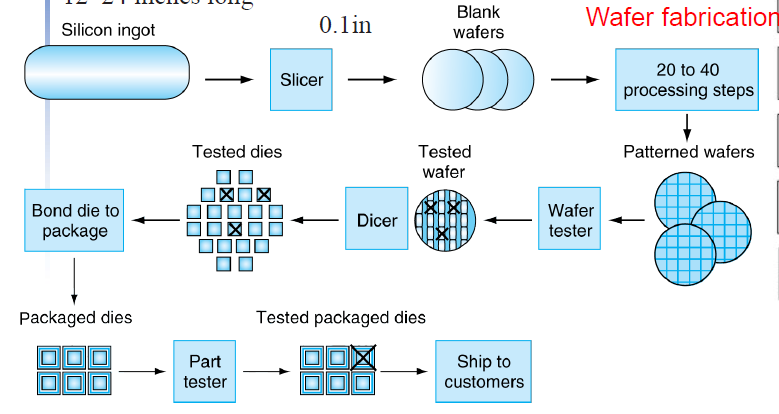 12–24 inches long
Silicon ingot
0.1in
Blank
wafers
Wafer fabrication
Slicer
20 to 40
processing steps
Tested dies
Tested
wafer
Patterned wafers
Bond die to
package
Dicer
Wafer
tester
Packaged dies
Tested packaged dies
Part
tester
Ship to
customers